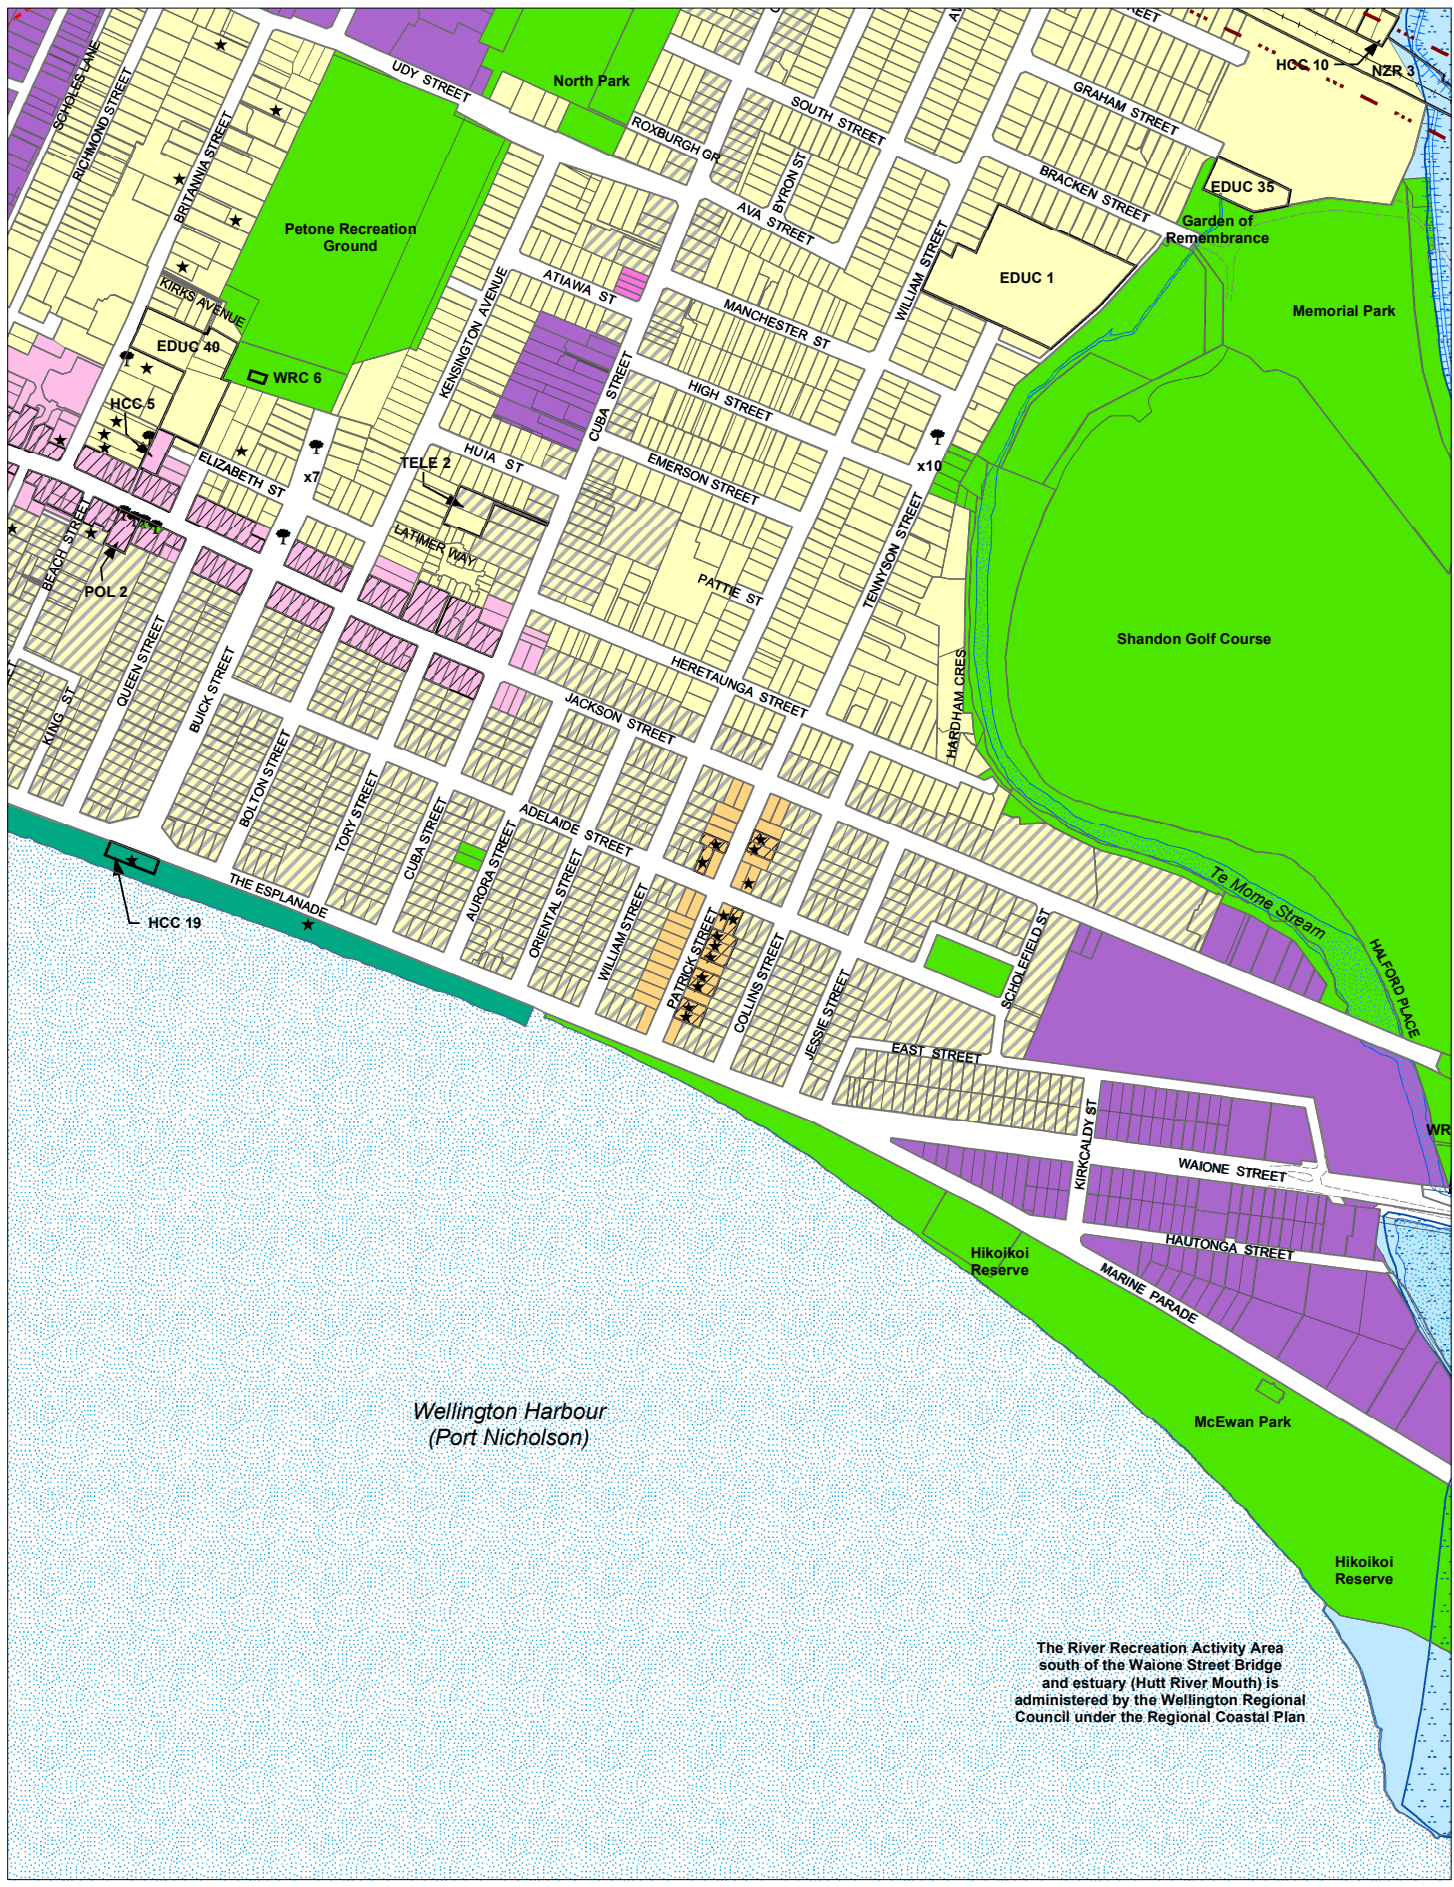 SCHOLES LANE
RICHMOND STREET
BRITANNIA STREET
UDY STREET
North Park
ROXBURGH GR
SOUTH STREET
BYRON ST
AVA STREET
GRAHAM STREET
BRACKEN STREET
HCC 10
NZR 3
EDUC 35
Garden of
Remembrance
EDUC 1
Memorial Park
WILLIAM STREET
Petone Recreation
Ground
KIRKS AVENUE
EDUC 40
WRC 6
HCC 5
KENSINGTON AVENUE
ATIAWA ST
MANCHESTER ST
CUBA STREET
HIGH STREET
EMERSON STREET
HUIA ST
TELE 2
LATIMER WAY
ELIZABETH ST
x7
x10
TENNYSON STREET
PATTIE ST
BEACH STREET
POL 2
Shandon Golf Course
HARDHAM CRES
HERETAUNGA STREET
JACKSON STREET
KING ST
QUEEN STREET
BUICK STREET
BOLTON STREET
TORY STREET
CUBA STREET
AURORA STREET
ADELAIDE STREET
ORIENTAL STREET
WILLIAM STREET
PATRICK STREET
COLLINS STREET
JESSIE STREET
SCHOLEFIELD ST
Te Mome Stream
HALFORD PLACE
THE ESPLANADE
HCC 19
EAST STREET
KIRKCALDY ST
WAIONE STREET
WR
HAUTONGA STREET
MARINE PARADE
Hikoikoi
Reserve
McEwan Park
Wellington Harbour
(Port Nicholson)
Hikoikoi
Reserve
The River Recreation Activity Area
south of the Waione Street Bridge
and estuary (Hutt River Mouth) is
administered by the Wellington Regional
Council under the Regional Coastal Plan